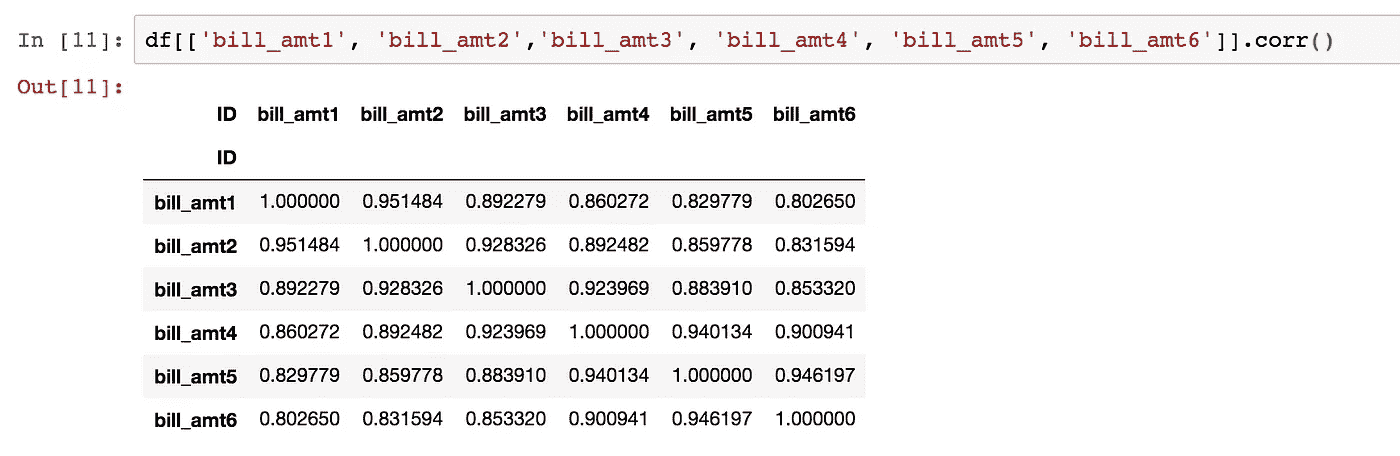 In [11]: df[['bill_amt1', 'bill_amt2','bill_amt3', 'bill_amt4', 'bill_amt5', 'bill_amt6']].corr()
Out[11]:
ID bill_amt1 bill_amt2 bill_amt3 bill_amt4 bill_amt5 bill_amt6
ID
bill_amt1 1.000000 0.951484 0.892279 0.860272 0.829779 0.802650
bill_amt2 0.951484 1.000000 0.928326 0.892482 0.859778 0.831594
bill_amt3 0.892279 0.928326 1.000000 0.923969 0.883910 0.853320
bill_amt4 0.860272 0.892482 0.923969 1.000000 0.940134 0.900941
bill_amt5 0.829779 0.859778 0.883910 0.940134 1.000000 0.946197
bill_amt6 0.802650 0.831594 0.853320 0.900941 0.946197 1.000000